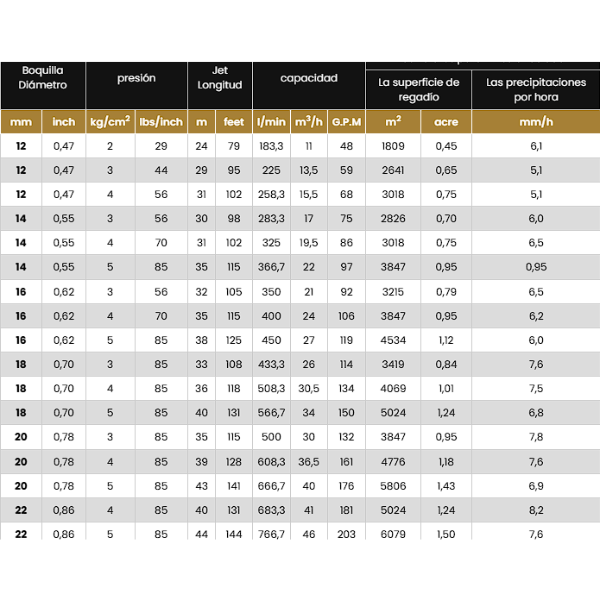 Boquilla Diámetro presión Jet Longitud capacidad La superficie de regadío Las precipitaciones por hora
mm inch kg/cm² lbs/inch m feet l/min m³/h G.P.M m² acre mm/h
12 0,47 2 29 24 79 183,3 11 48 1809 0,45 6,1
12 0,47 3 44 29 95 225 13,5 59 2641 0,65 5,1
12 0,47 4 56 31 102 258,3 15,5 68 3018 0,75 5,1
14 0,55 3 56 30 98 283,3 17 75 2826 0,70 6,0
14 0,55 4 70 31 102 325 19,5 86 3018 0,75 6,5
14 0,55 5 85 35 115 366,7 22 97 3847 0,95 0,95
16 0,62 3 56 32 105 350 21 92 3215 0,79 6,5
16 0,62 4 70 35 115 400 24 106 3847 0,95 6,2
16 0,62 5 85 38 125 450 27 119 4534 1,12 6,0
18 0,70 3 85 33 108 433,3 26 114 3419 0,84 7,6
18 0,70 4 85 36 118 508,3 30,5 134 4069 1,01 7,5
18 0,70 5 85 40 131 566,7 34 150 5024 1,24 6,8
20 0,78 3 85 35 115 500 30 132 3847 0,95 7,8
20 0,78 4 85 39 128 608,3 36,5 161 4776 1,18 7,6
20 0,78 5 85 43 141 666,7 40 176 5806 1,43 6,9
22 0,86 4 85 40 131 683,3 41 181 5024 1,24 8,2
22 0,86 5 85 44 144 766,7 46 203 6079 1,50 7,6